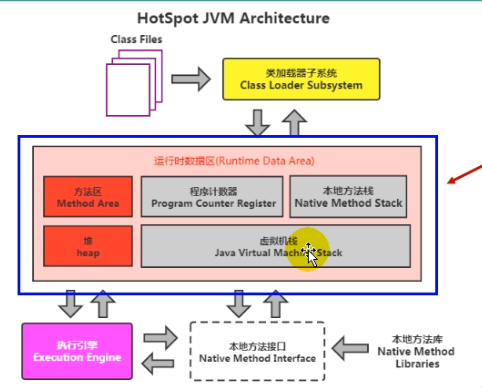 HotSpot JVM Architecture
Class Files
类加载器子系统
Class Loader Subsystem
运行时数据区(Runtime Data Area)
方法区
Method Area
程序计数器
Program Counter Register
本地方法栈
Native Method Stack
堆
heap
虚拟机栈
Java Virtual Machine Stack
执行引擎
Execution Engine
本地方法接口
Native Method Interface
本地方法库
Native Method
Libraries